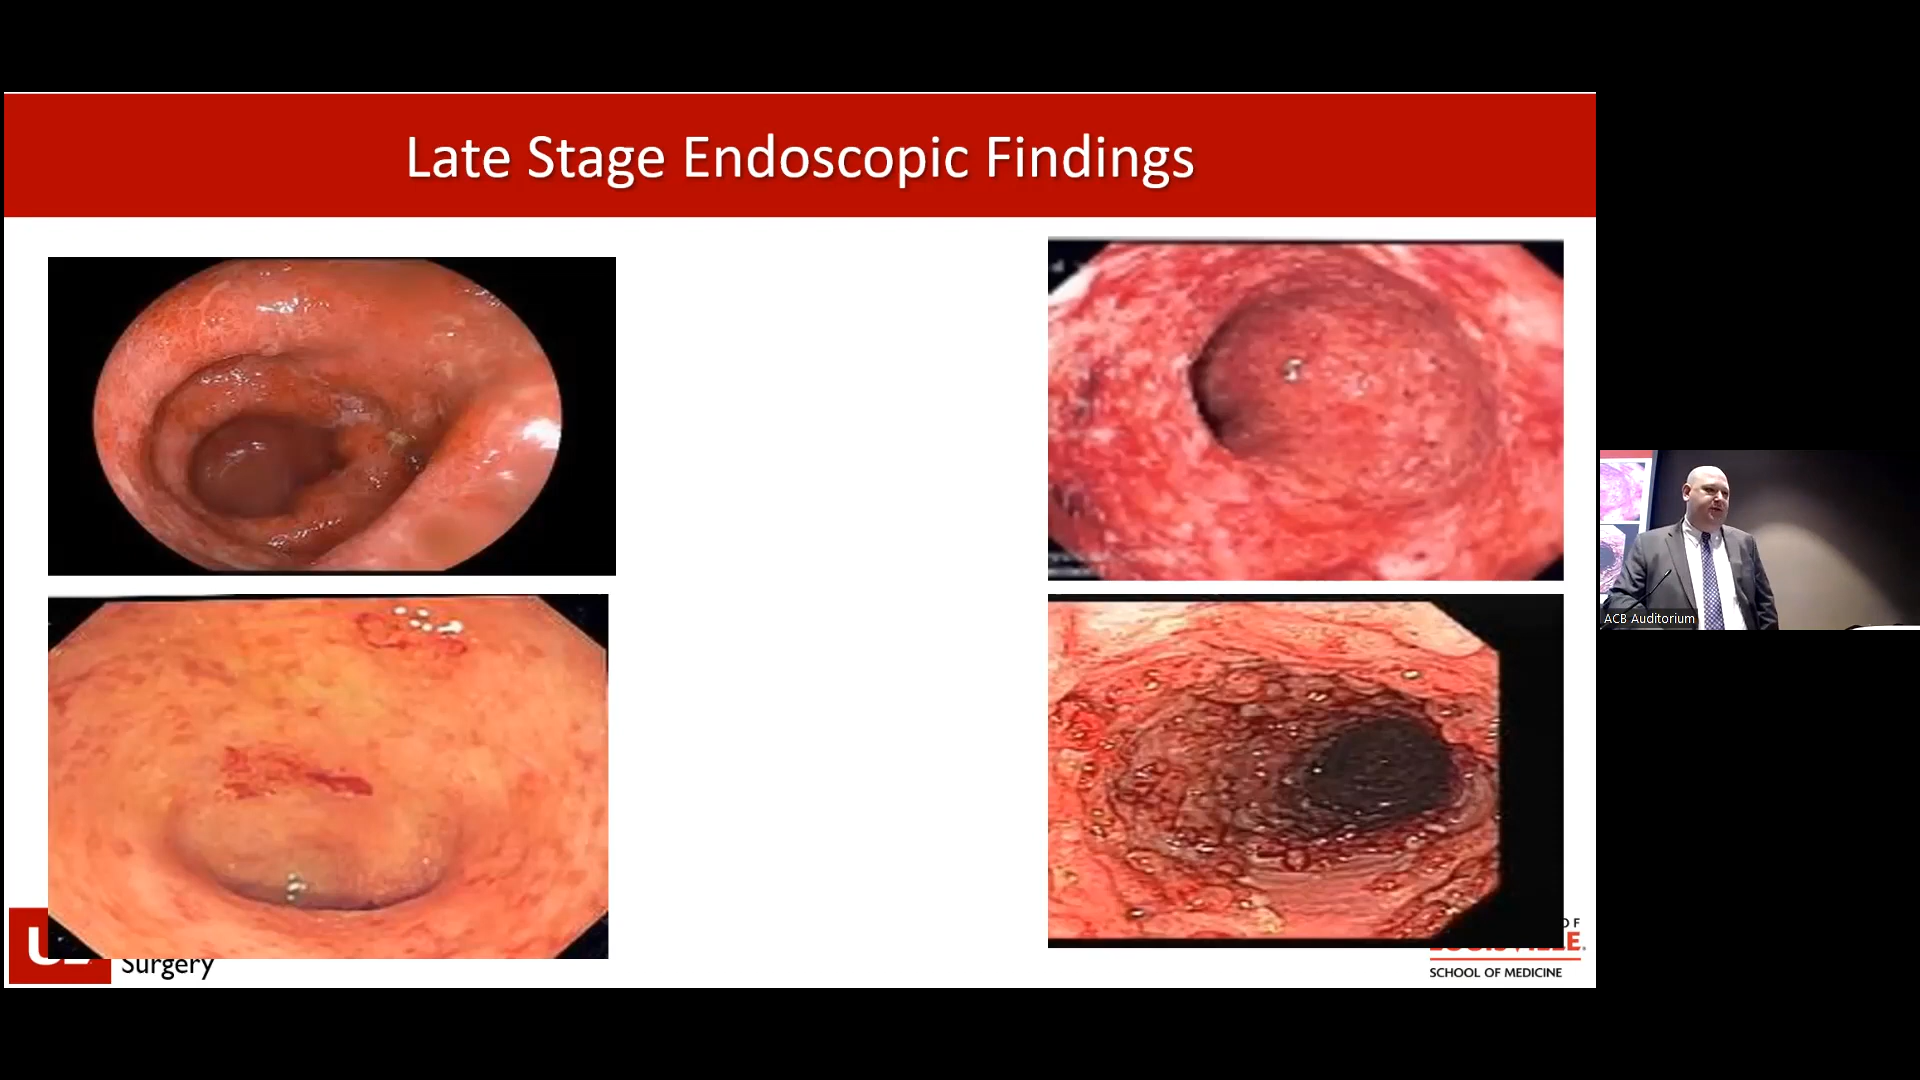 Late Stage Endoscopic Findings
Surgery
SCHOOL OF MEDICINE
ACB Auditorium